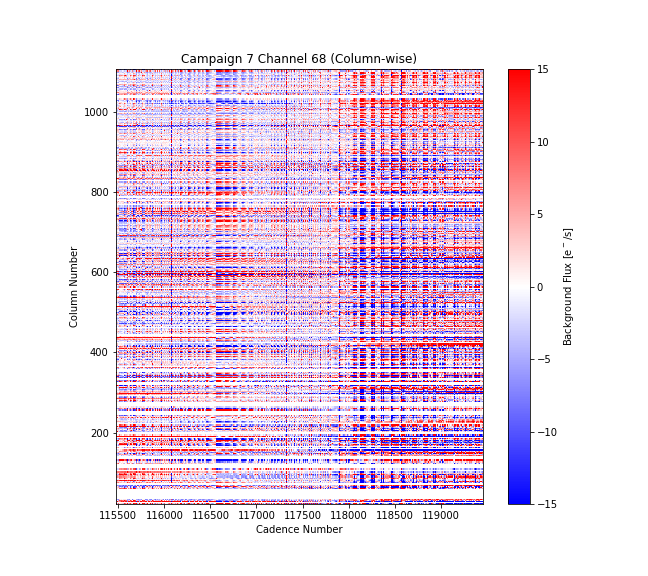 Campaign 7 Channel 68 (Column-wise)
Column Number
1000
800
600
400
200
115500 116000 116500 117000 117500 118000 118500 119000
Cadence Number
15
10
5
0
−5
−10
−15
Background Flux [e⁻/s]